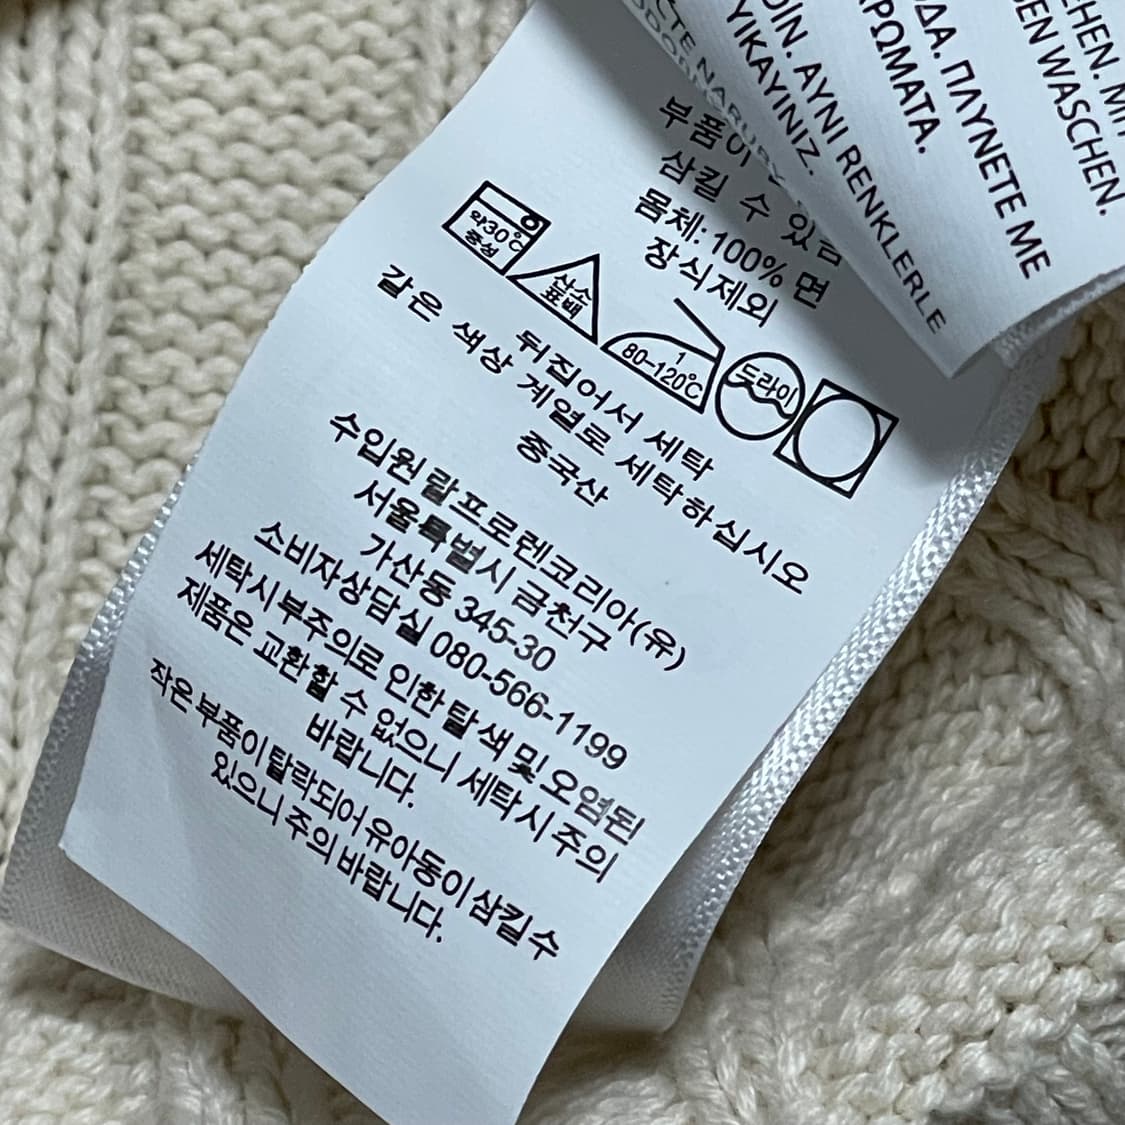 ЕСТЕ NARU
DIN. AYNI RENKLERLE
YIKAYINIZ.
ΔΑ. ΠΛΥΝΕΤΕ ΜΕ
ΡΩΜΑΤΑ.
EHEN. MIT
EN WASCHEN.
부품이
삼킬 수 있음
몸체: 100% 면
장식제외
약30℃
중성
산소
표백
1
80-120℃
드라이
뒤집어서 세탁
같은 색상 계열로 세탁하십시오
중국산
수입원 랄프로렌코리아(유)
서울특별시 금천구
가산동 345-30
소비자상담실 080-566-1199
세탁시부주의로 인한 탈색 및 오염된
제품은 교환할 수 없으니 세탁시 주의
바랍니다.
작은 부품이 탈락되어 유아동이 삼킬 수
있으니 주의 바랍니다.